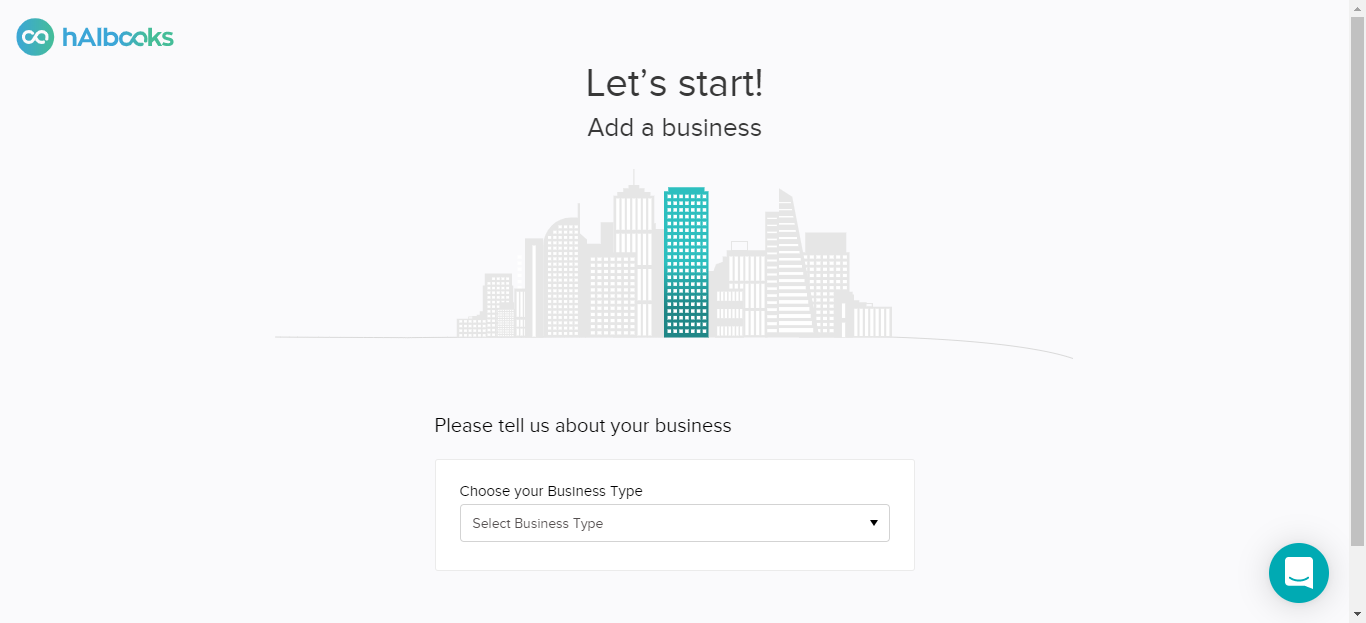 hAIbooks
Let's start!
Add a business
Please tell us about your business
Choose your Business Type
Select Business Type